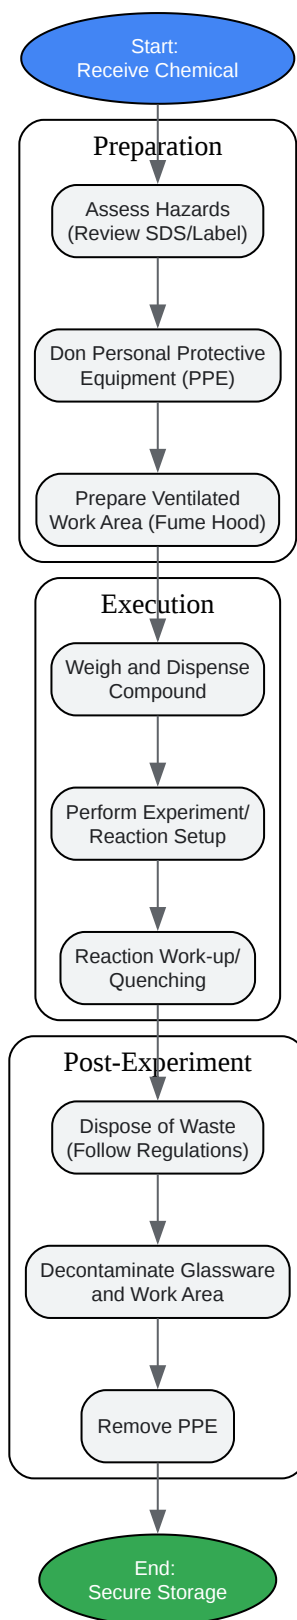 Start:
Receive Chemical
Preparation
Assess Hazards
(Review SDS/Label)
Don Personal Protective
Equipment (PPE)
Prepare Ventilated
Work Area (Fume Hood)
Execution
Weigh and Dispense
Compound
Perform Experiment/
Reaction Setup
Reaction Work-up/
Quenching
Post-Experiment
Dispose of Waste
(Follow Regulations)
Decontaminate Glassware
and Work Area
Remove PPE
End:
Secure Storage